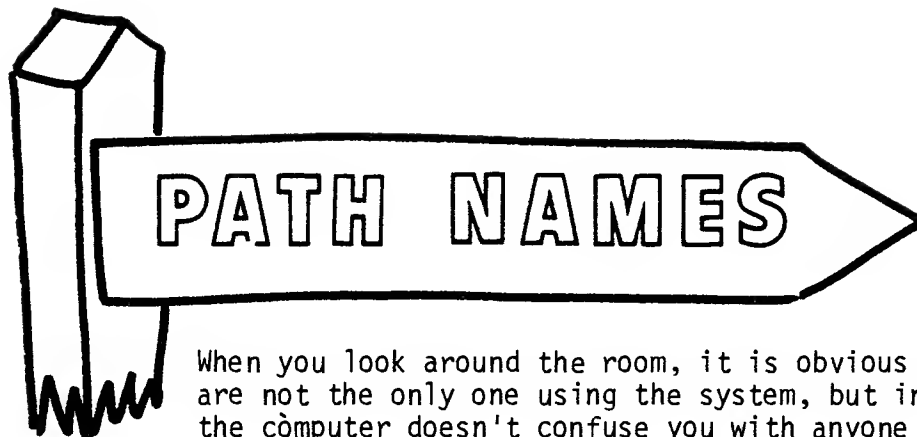 PATH NAMES
When you look around the room, it is obvious
are not the only one using the system, but in
the còmputer doesn't confuse you with anyone